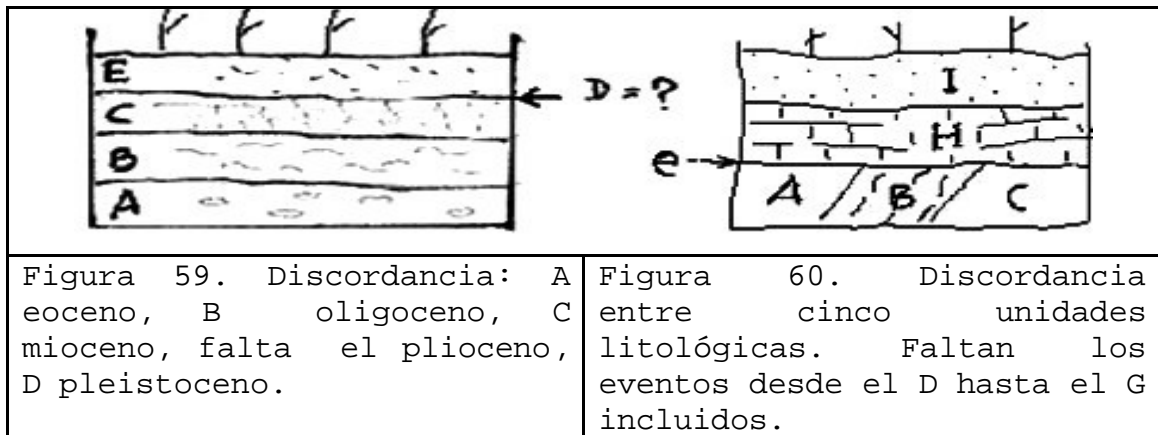 E
C
B
A
D = ?
I
H
e
A
B
C
Figura 59. Discordancia: A
eoceno, B oligoceno, C
mioceno, falta el plioceno,
D pleistoceno.
Figura 60. Discordancia
entre cinco unidades
litológicas. Faltan los
eventos desde el D hasta el G
incluidos.